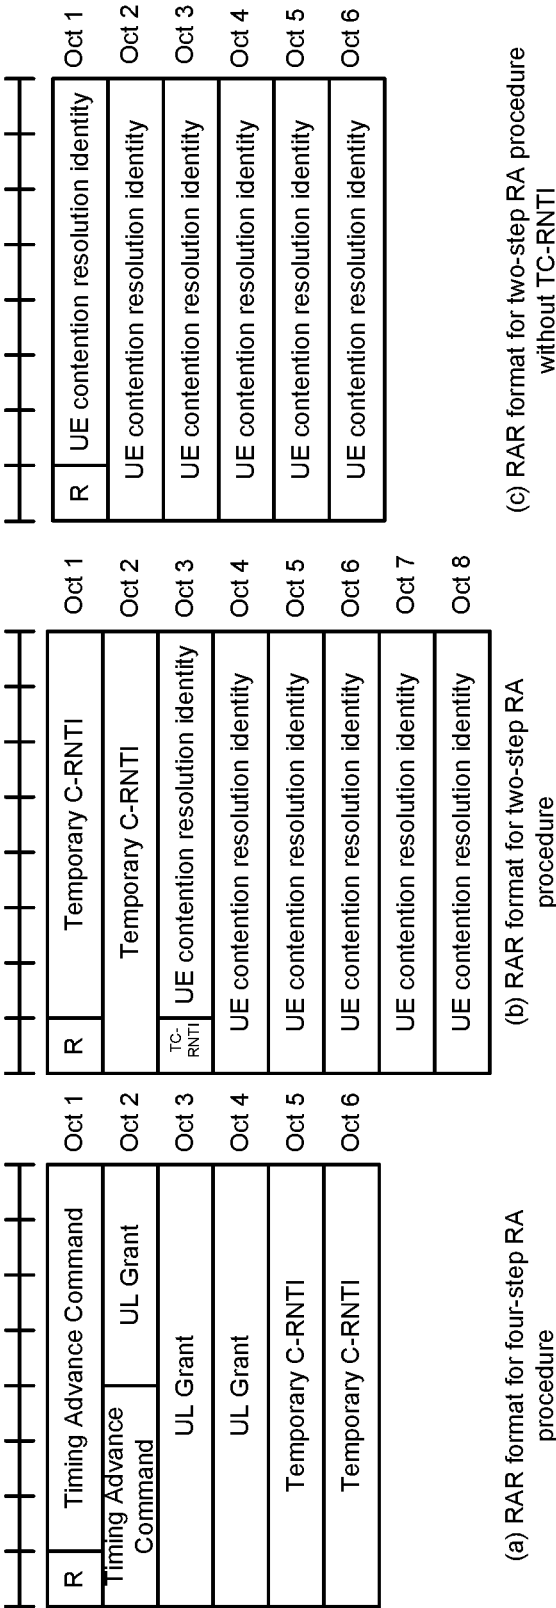 R
Timing Advance Command
Oct 1
Timing Advance
Command
UL Grant
Oct 2
UL Grant
Oct 3
UL Grant
Oct 4
Temporary C-RNTI
Oct 5
Temporary C-RNTI
Oct 6
(a) RAR format for four-step RA
procedure
R
Temporary C-RNTI
Oct 1
Temporary C-RNTI
Oct 2
TC-
RNTI
UE contention resolution identity
Oct 3
UE contention resolution identity
Oct 4
UE contention resolution identity
Oct 5
UE contention resolution identity
Oct 6
UE contention resolution identity
Oct 7
UE contention resolution identity
Oct 8
(b) RAR format for two-step RA
procedure
R
UE contention resolution identity
Oct 1
UE contention resolution identity
Oct 2
UE contention resolution identity
Oct 3
UE contention resolution identity
Oct 4
UE contention resolution identity
Oct 5
UE contention resolution identity
Oct 6
(c) RAR format for two-step RA procedure
without TC-RNTI